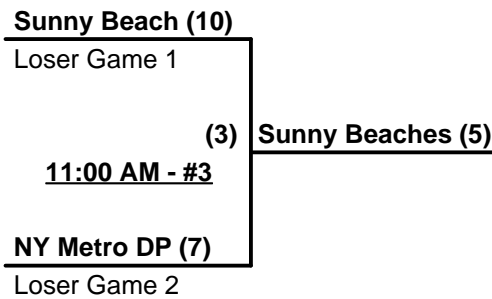 Sunny Beach (10)
Loser Game 1
(3) Sunny Beaches (5)
11:00 AM - #3
NY Metro DP (7)
Loser Game 2